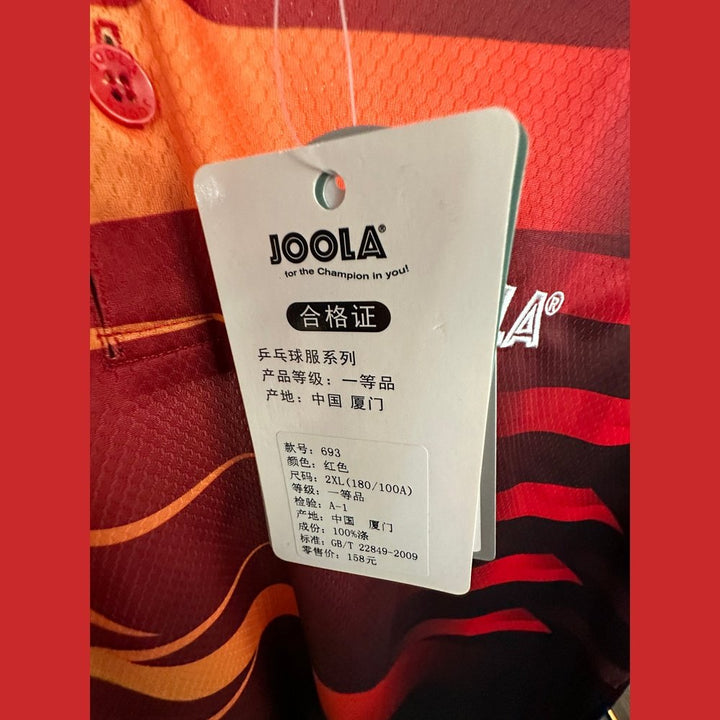 JOOLA®
for the Champion in you!
合格证
乒乓球服系列
产品等级：一等品
产地：中国 厦门
款号：693
颜色：红色
尺码：2XL(180/100A)
等级：一等品
检验：A-1
产地：中国 厦门
成份：100%涤
标准：GB/T 22849-2009
零售价：158元
LA®